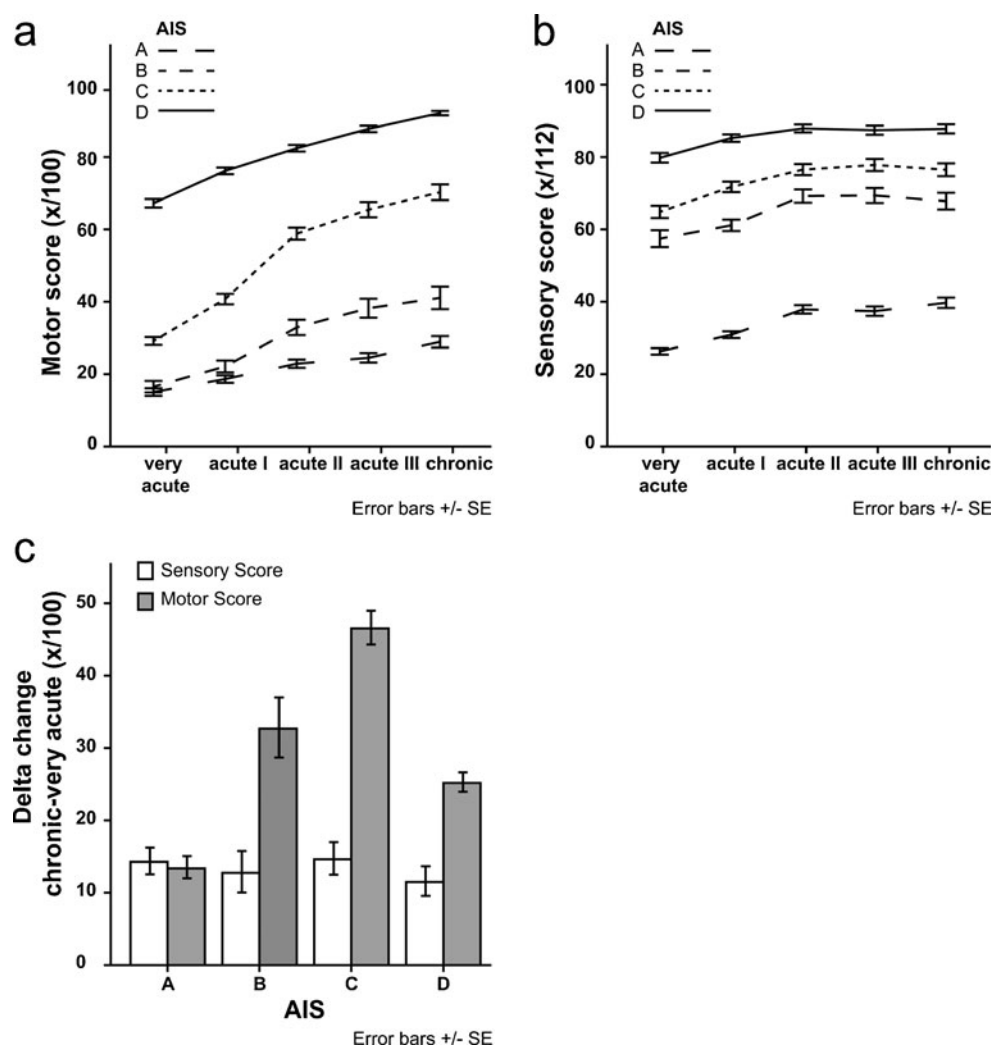 a
AIS
A
B
C
D
Motor score (x/100)
100
80
60
40
20
0
very acute
acute I
acute II
acute III
chronic
Error bars +/- SE
b
AIS
A
B
C
D
Sensory score (x/112)
100
80
60
40
20
0
very acute
acute I
acute II
acute III
chronic
Error bars +/- SE
c
Sensory Score
Motor Score
Delta change
chronic-very acute (x/100)
50
40
30
20
10
0
A
B
C
D
AIS
Error bars +/- SE